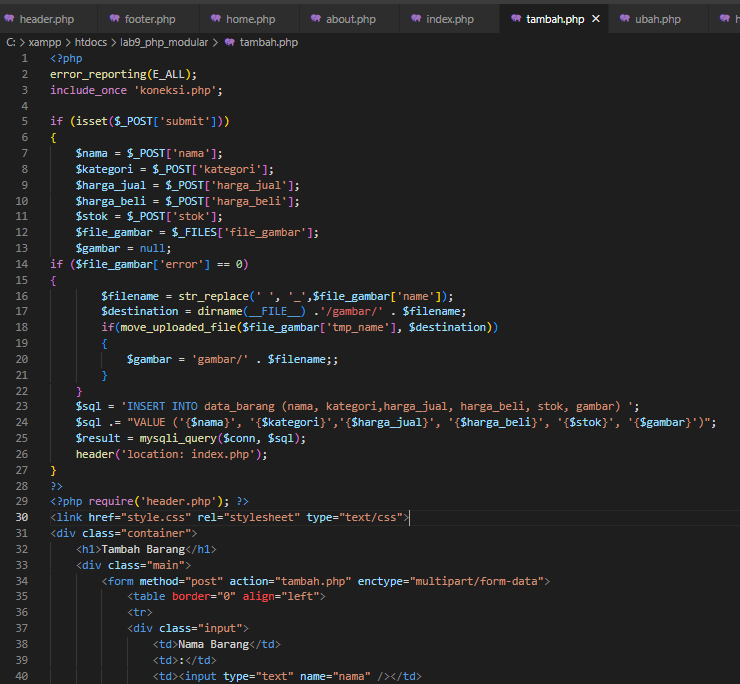 header.php footer.php home.php about.php index.php tambah.php × ubah.php h
C: > xampp > htdocs > lab9_php_modular > tambah.php
1 <?php
2 error_reporting(E_ALL);
3 include_once 'koneksi.php';
4
5 if (isset($_POST['submit']))
6 {
7 $nama = $_POST['nama'];
8 $kategori = $_POST['kategori'];
9 $harga_jual = $_POST['harga_jual'];
10 $harga_beli = $_POST['harga_beli'];
11 $stok = $_POST['stok'];
12 $file_gambar = $_FILES['file_gambar'];
13 $gambar = null;
14 if ($file_gambar['error'] == 0)
15 {
16 $filename = str_replace(' ', '_',$file_gambar['name']);
17 $destination = dirname(__FILE__) .'/gambar/' . $filename;
18 if(move_uploaded_file($file_gambar['tmp_name'], $destination))
19 {
20 $gambar = 'gambar/' . $filename;;
21 }
22 }
23 $sql = 'INSERT INTO data_barang (nama, kategori,harga_jual, harga_beli, stok, gambar) ';
24 $sql .= "VALUE ('{$nama}', '{$kategori}','{$harga_jual}', '{$harga_beli}', '{$stok}', '{$gambar}')";
25 $result = mysqli_query($conn, $sql);
26 header('location: index.php');
27 }
28 ?>
29 <?php require('header.php'); ?>
30 <link href="style.css" rel="stylesheet" type="text/css">
31 <div class="container">
32 <h1>Tambah Barang</h1>
33 <div class="main">
34 <form method="post" action="tambah.php" enctype="multipart/form-data">
35 <table border="0" align="left">
36 <tr>
37 <div class="input">
38 <td>Nama Barang</td>
39 <td>:</td>
40 <td><input type="text" name="nama" /></td>